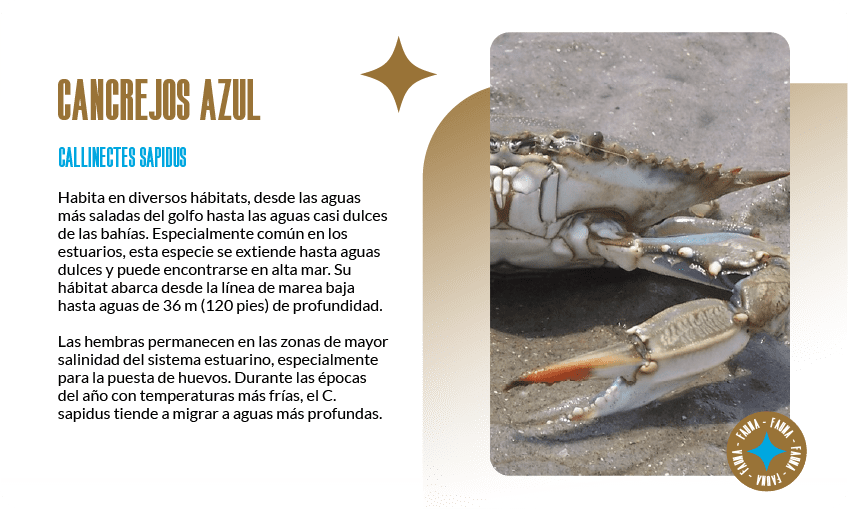 CANCREJOS AZUL
CALLINECTES SAPIDUS
Habita en diversos hábitats, desde las aguas
más saladas del golfo hasta las aguas casi dulces
de las bahías. Especialmente común en los
estuarios, esta especie se extiende hasta aguas
dulces y puede encontrarse en alta mar. Su
hábitat abarca desde la línea de marea baja
hasta aguas de 36 m (120 pies) de profundidad.
Las hembras permanecen en las zonas de mayor
salinidad del sistema estuarino, especialmente
para la puesta de huevos. Durante las épocas
del año con temperaturas más frías, el C.
sapidus tiende a migrar a aguas más profundas.
FAUNA - FAUNA - FAUNA - FAUNA - FAUNA -